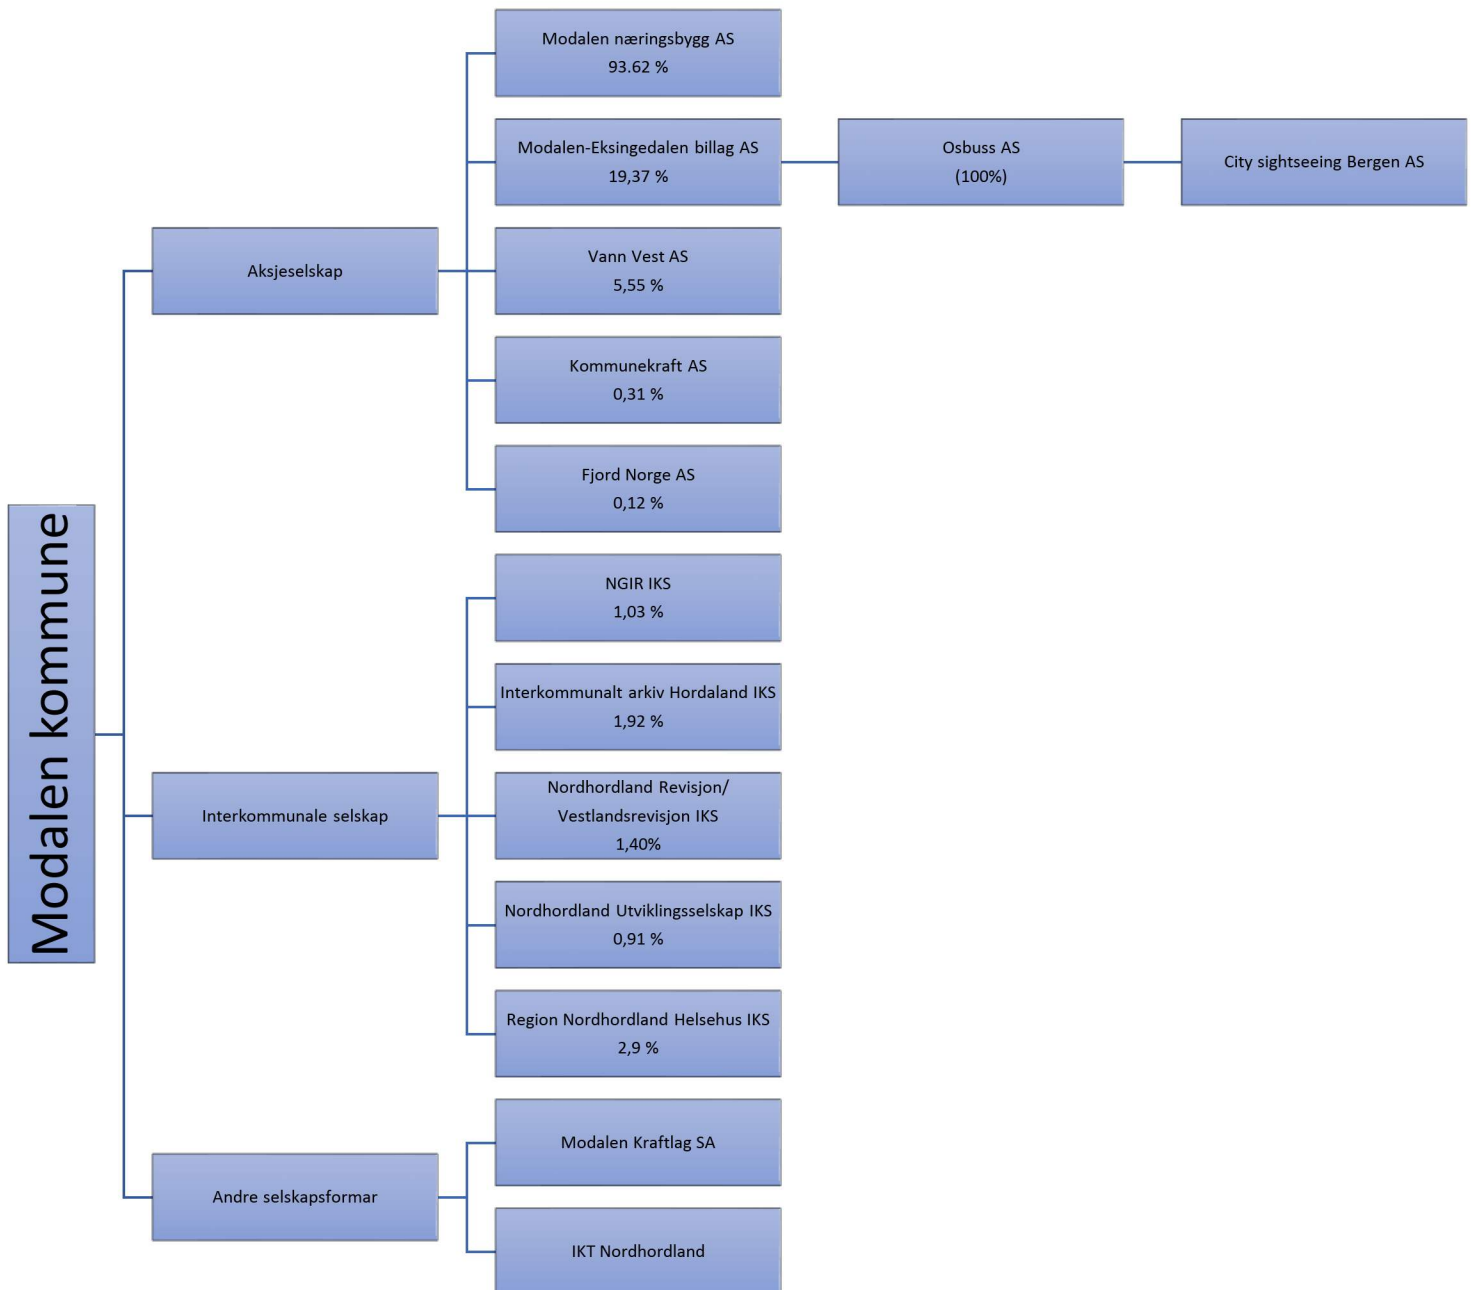 Modalen kommune
Aksjeselskap
Modalen næringsbygg AS
93.62 %
Modalen-Eksingedalen billag AS
19,37 %
Osbuss AS
(100%)
City sightseeing Bergen AS
Vann Vest AS
5,55 %
Kommunekraft AS
0,31 %
Fjord Norge AS
0,12 %
Interkommunale selskap
NGIR IKS
1,03 %
Interkommunalt arkiv Hordaland IKS
1,92 %
Nordhordland Revisjon/
Vestlandsrevisjon IKS
1,40%
Nordhordland Utviklingsselskap IKS
0,91 %
Region Nordhordland Helsehus IKS
2,9 %
Andre selskapsformar
Modalen Kraftlag SA
IKT Nordhordland